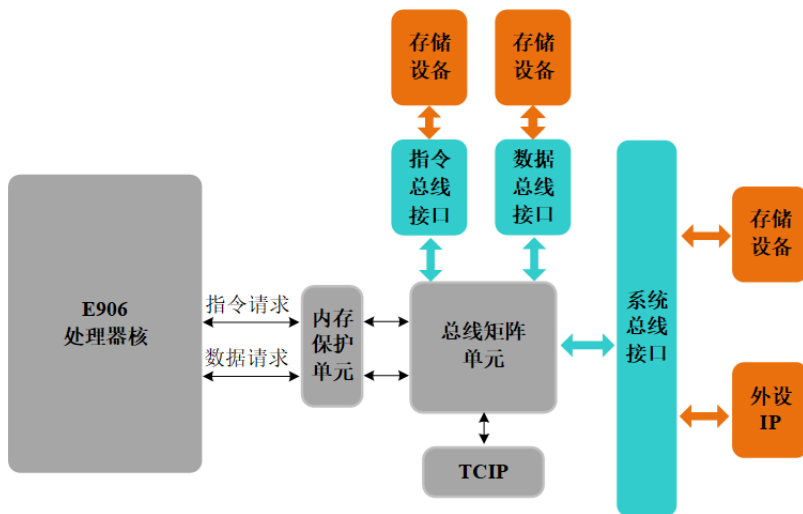 存储
设备
存储
设备
指令
总线
接口
数据
总线
接口
E906
处理器核
指令请求
数据请求
内存
保护
单元
总线矩阵
单元
TCIP
系统
总线
接口
存储
设备
外设
IP